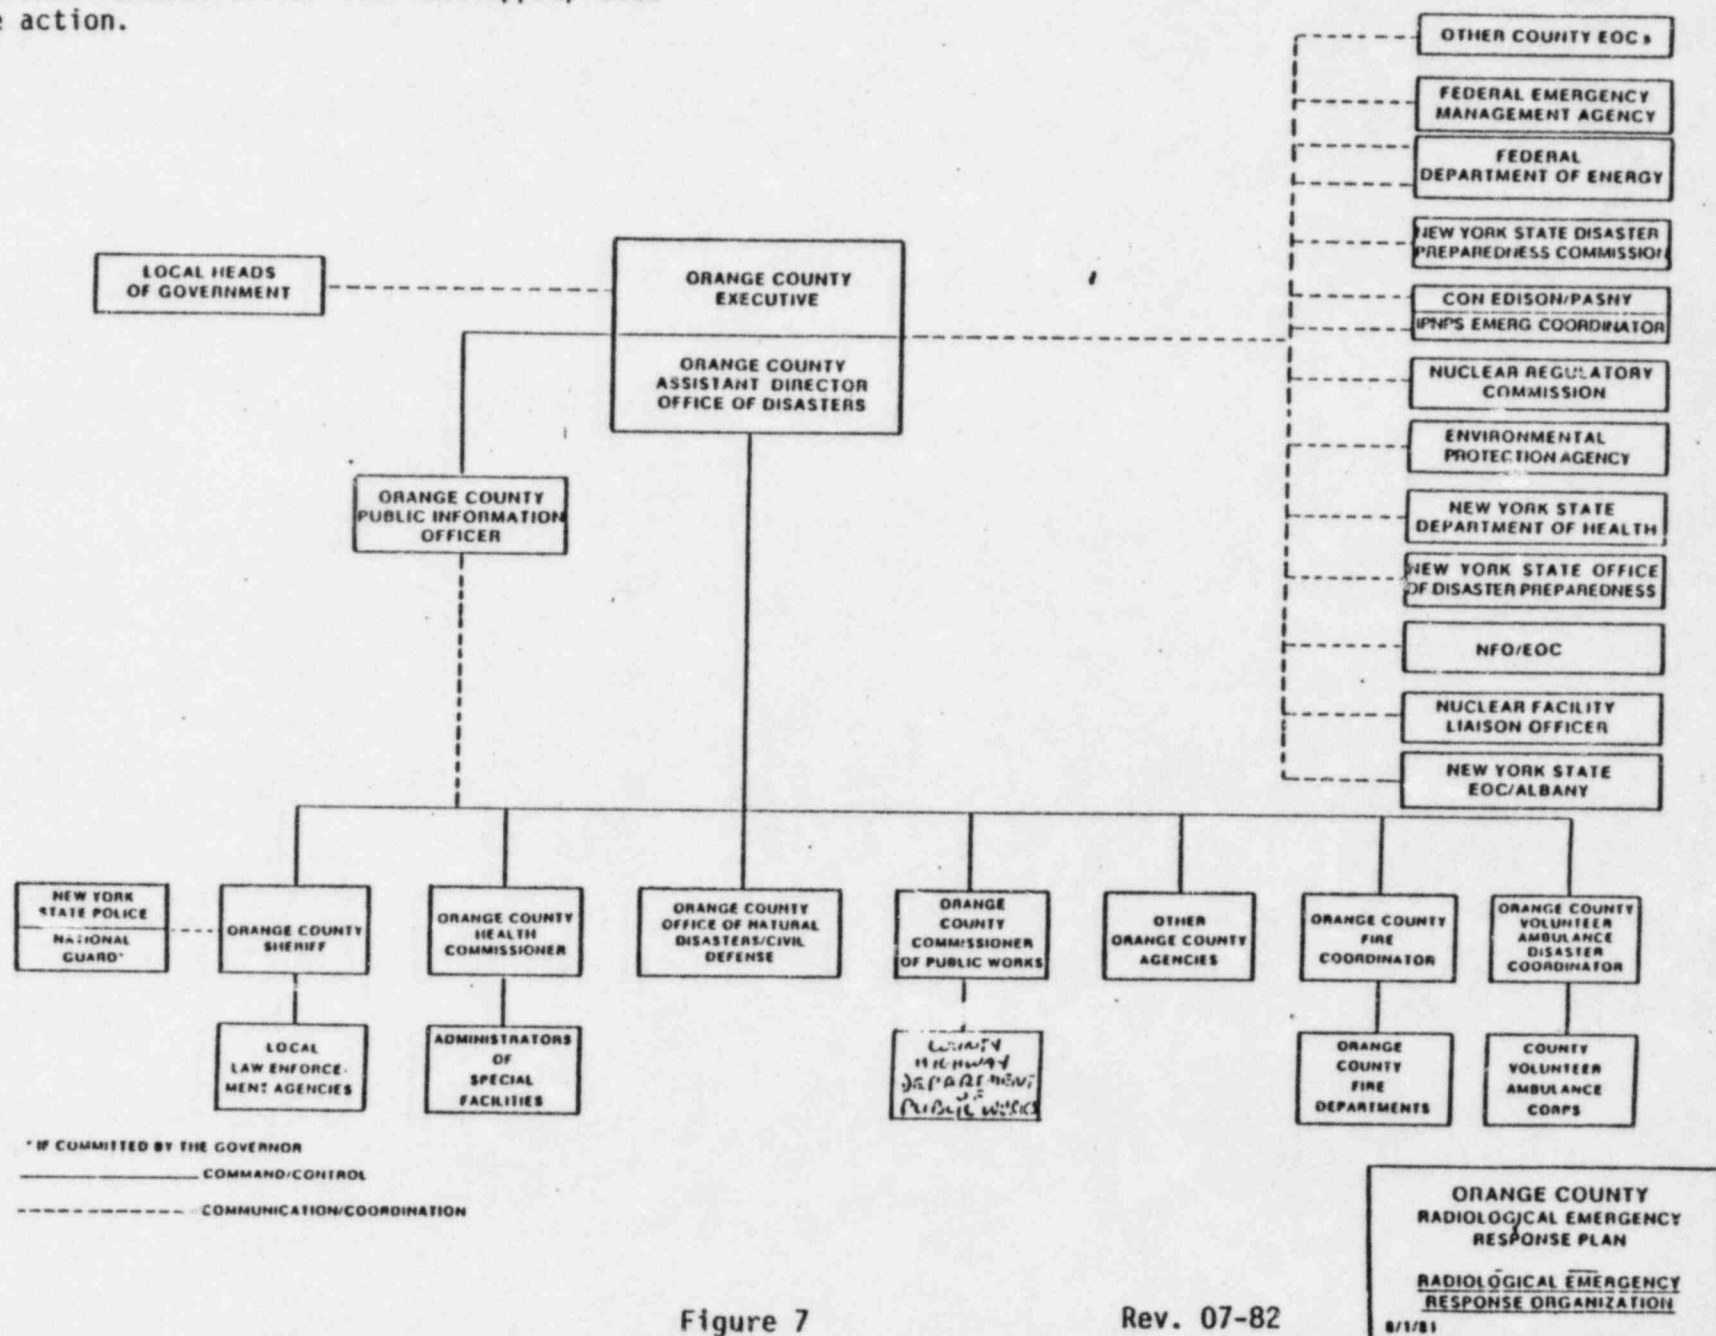 e action.
OTHER COUNTY EOCs
FEDERAL EMERGENCY
MANAGEMENT AGENCY
FEDERAL
DEPARTMENT OF ENERGY
NEW YORK STATE DISASTER
PREPAREDNESS COMMISSION
LOCAL HEADS
OF GOVERNMENT
ORANGE COUNTY
EXECUTIVE
ORANGE COUNTY
ASSISTANT DIRECTOR
OFFICE OF DISASTERS
CON EDISON/PASNY
IPNPS EMERG COORDINATOR
NUCLEAR REGULATORY
COMMISSION
ENVIRONMENTAL
PROTECTION AGENCY
ORANGE COUNTY
PUBLIC INFORMATION
OFFICER
NEW YORK STATE
DEPARTMENT OF HEALTH
NEW YORK STATE OFFICE
OF DISASTER PREPAREDNESS
NFO/EOC
NUCLEAR FACILITY
LIAISON OFFICER
NEW YORK STATE
EOC/ALBANY
NEW YORK
STATE POLICE
NATIONAL
GUARD*
ORANGE COUNTY
SHERIFF
ORANGE COUNTY
HEALTH
COMMISSIONER
ORANGE COUNTY
OFFICE OF NATURAL
DISASTERS/CIVIL
DEFENSE
ORANGE
COUNTY
COMMISSIONER
OF PUBLIC WORKS
OTHER
ORANGE COUNTY
AGENCIES
ORANGE COUNTY
FIRE
COORDINATOR
ORANGE COUNTY
VOLUNTEER
AMBULANCE
DISASTER
COORDINATOR
LOCAL
LAW ENFORCE-
MENT AGENCIES
ADMINISTRATORS
OF
SPECIAL
FACILITIES
COUNTY
HIGHWAY
DEPARTMENT
OF
PUBLIC WORKS
ORANGE
COUNTY
FIRE
DEPARTMENTS
COUNTY
VOLUNTEER
AMBULANCE
CORPS
* IF COMMITTED BY THE GOVERNOR
COMMAND/CONTROL
COMMUNICATION/COORDINATION
ORANGE COUNTY
RADIOLOGICAL EMERGENCY
RESPONSE PLAN
RADIOLOGICAL EMERGENCY
RESPONSE ORGANIZATION
8/1/81
Figure 7
Rev. 07-82